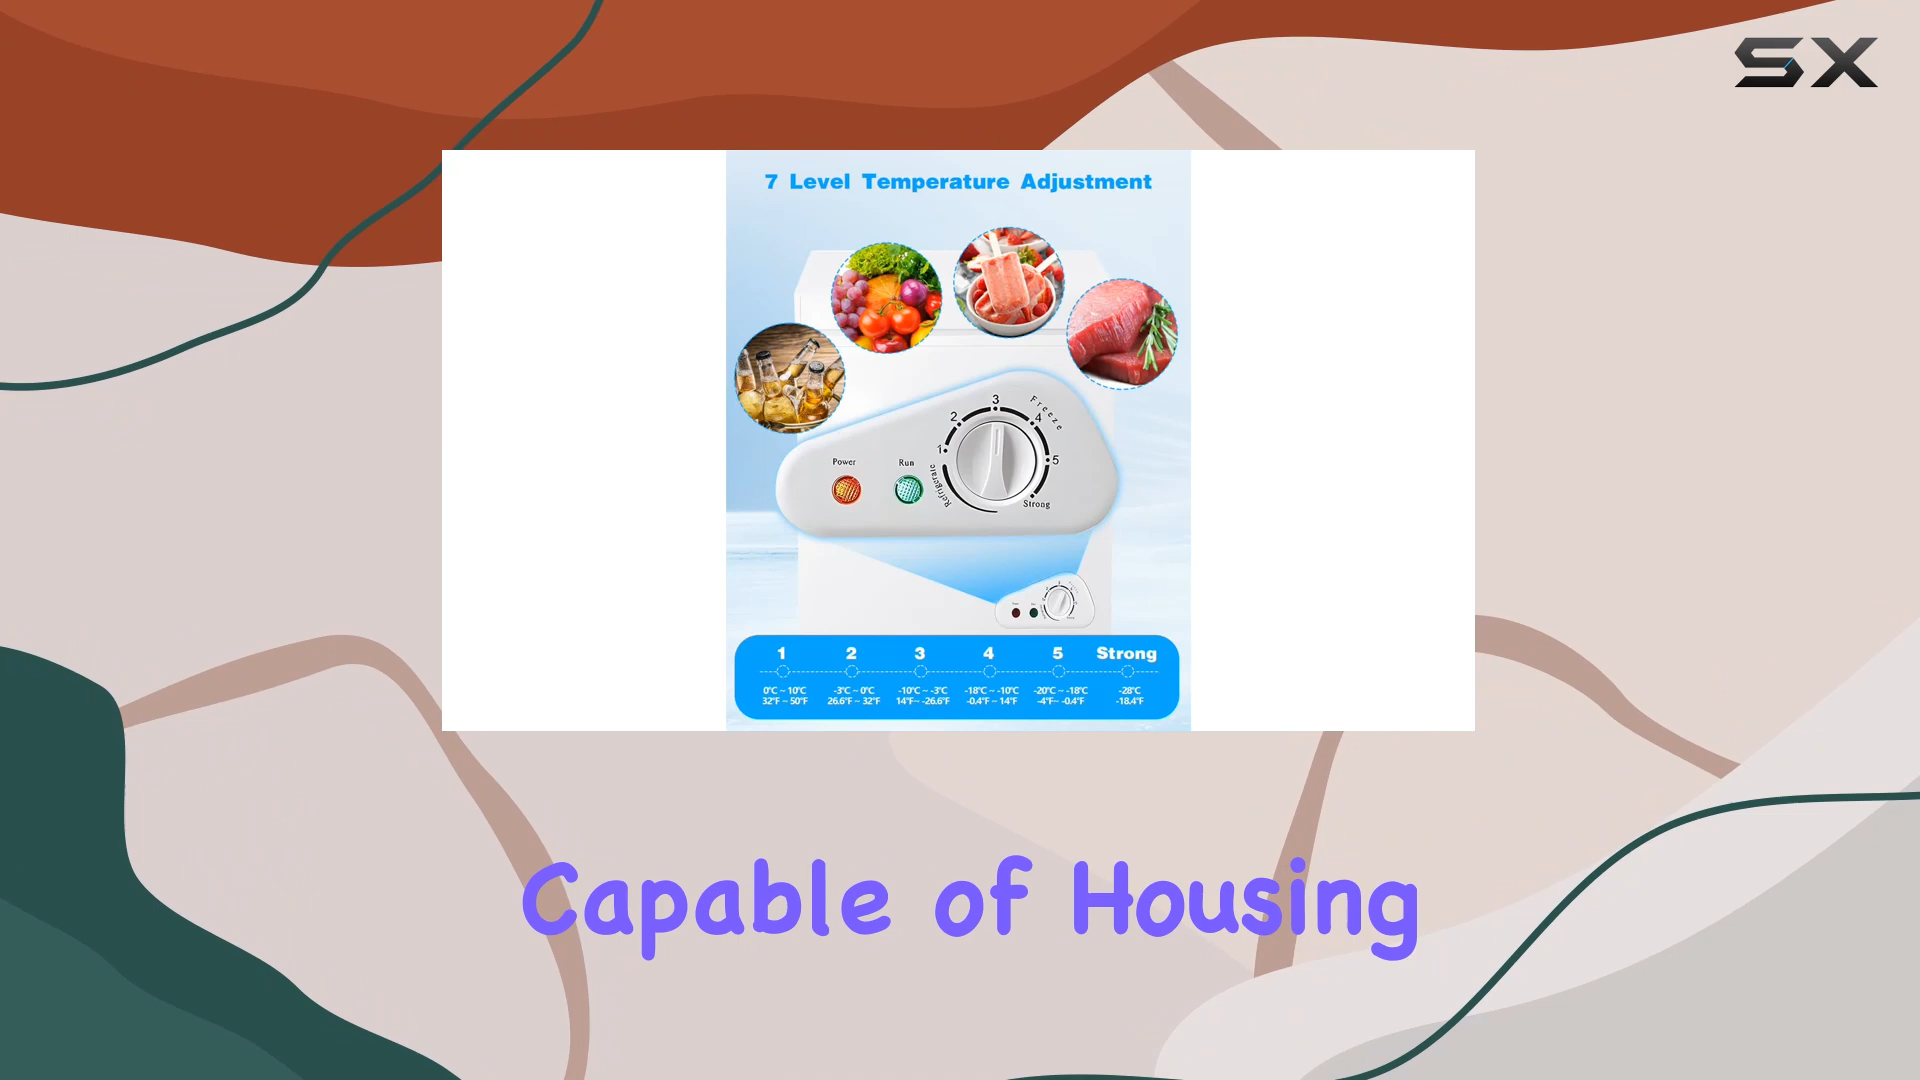 SX
7 Level Temperature Adjustment
Power
Run
Refrigerate
1
2
3
4
5
Freeze
Strong
1 2 3 4 5 Strong
0°C ~ 10°C -3°C ~ 0°C -10°C ~ -3°C -18°C ~ -10°C -20°C ~ -18°C -28°C
32°F ~ 50°F 26.6°F ~ 32°F 14°F~ -26.6°F -0.4°F ~ 14°F -4°F~ -0.4°F -18.4°F
Capable of Housing